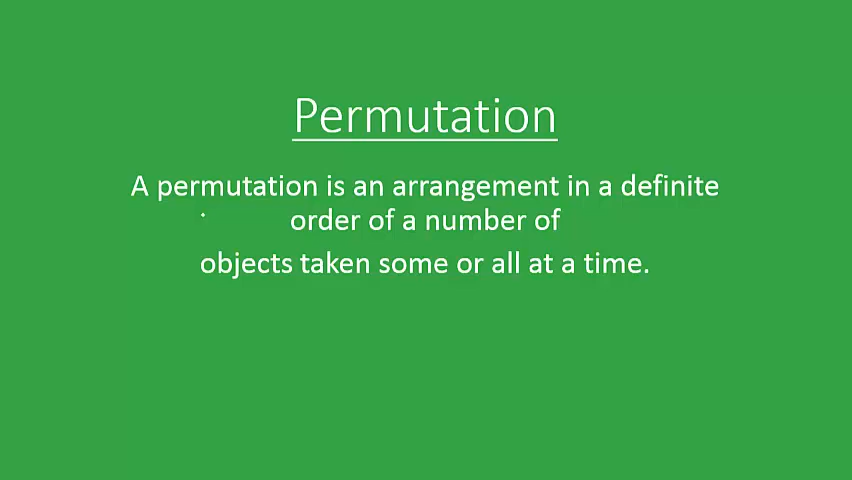 Permutation
A permutation is an arrangement in a definite
order of a number of
objects taken some or all at a time.